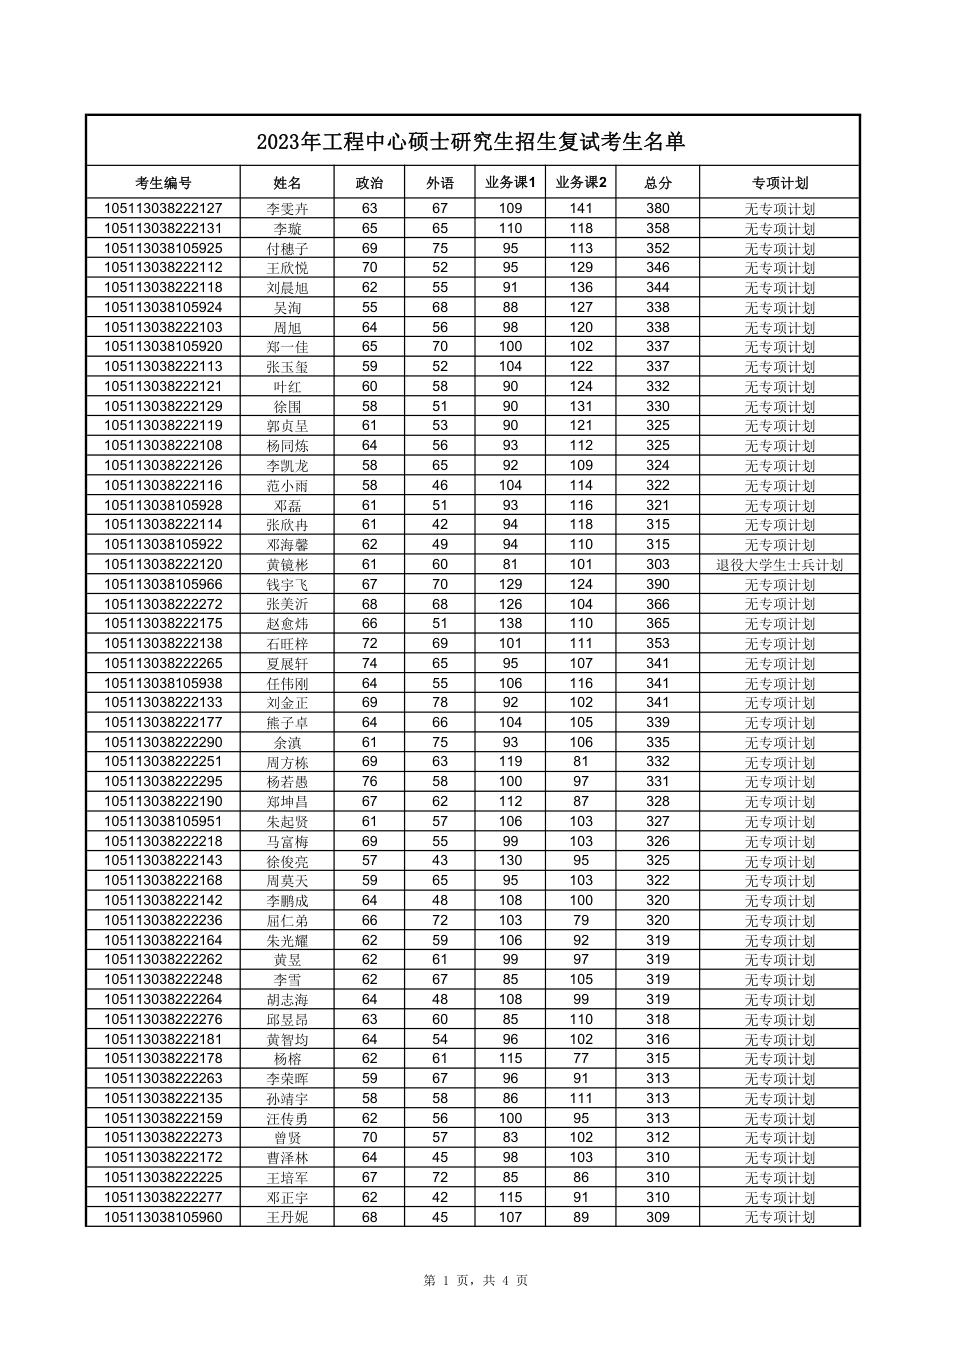 2023年工程中心硕士研究生招生复试考生名单
考生编号 姓名 政治 外语 业务课1 业务课2 总分 专项计划
105113038222127 李雯卉 63 67 109 141 380 无专项计划
105113038222131 李璇 65 65 110 118 358 无专项计划
105113038105925 付穗子 69 75 95 113 352 无专项计划
105113038222112 王欣悦 70 52 95 129 346 无专项计划
105113038222118 刘晨旭 62 55 91 136 344 无专项计划
105113038105924 吴洵 55 68 88 127 338 无专项计划
105113038222103 周旭 64 56 98 120 338 无专项计划
105113038105920 郑一佳 65 70 100 102 337 无专项计划
105113038222113 张玉玺 59 52 104 122 337 无专项计划
105113038222121 叶红 60 58 90 124 332 无专项计划
105113038222129 徐围 58 51 90 131 330 无专项计划
105113038222119 郭贞呈 61 53 90 121 325 无专项计划
105113038222108 杨同炼 64 56 93 112 325 无专项计划
105113038222126 李凯龙 58 65 92 109 324 无专项计划
105113038222116 范小雨 58 46 104 114 322 无专项计划
105113038105928 邓磊 61 51 93 116 321 无专项计划
105113038222114 张欣冉 61 42 94 118 315 无专项计划
105113038105922 邓海馨 62 49 94 110 315 无专项计划
105113038222120 黄镜彬 61 60 81 101 303 退役大学生士兵计划
105113038105966 钱宇飞 67 70 129 124 390 无专项计划
105113038222272 张美沂 68 68 126 104 366 无专项计划
105113038222175 赵愈炜 66 51 138 110 365 无专项计划
105113038222138 石旺梓 72 69 101 111 353 无专项计划
105113038222265 夏展轩 74 65 95 107 341 无专项计划
105113038105938 任伟刚 64 55 106 116 341 无专项计划
105113038222133 刘金正 69 78 92 102 341 无专项计划
105113038222177 熊子卓 64 66 104 105 339 无专项计划
105113038222290 余滇 61 75 93 106 335 无专项计划
105113038222251 周方栋 69 63 119 81 332 无专项计划
105113038222295 杨若愚 76 58 100 97 331 无专项计划
105113038222190 郑坤昌 67 62 112 87 328 无专项计划
105113038105951 朱起贤 61 57 106 103 327 无专项计划
105113038222218 马富梅 69 55 99 103 326 无专项计划
105113038222143 徐俊亮 57 43 130 95 325 无专项计划
105113038222168 周莫天 59 65 95 103 322 无专项计划
105113038222142 李鹏成 64 48 108 100 320 无专项计划
105113038222236 屈仁弟 66 72 103 79 320 无专项计划
105113038222164 朱光耀 62 59 106 92 319 无专项计划
105113038222262 黄昱 62 61 99 97 319 无专项计划
105113038222248 李雪 62 67 85 105 319 无专项计划
105113038222264 胡志海 64 48 108 99 319 无专项计划
105113038222276 邱昱昂 63 60 85 110 318 无专项计划
105113038222181 黄智均 64 54 96 102 316 无专项计划
105113038222178 杨榕 62 61 115 77 315 无专项计划
105113038222263 李荣晖 59 67 96 91 313 无专项计划
105113038222135 孙靖宇 58 58 86 111 313 无专项计划
105113038222159 汪传勇 62 56 100 95 313 无专项计划
105113038222273 曾贤 70 57 83 102 312 无专项计划
105113038222172 曹泽林 64 45 98 103 310 无专项计划
105113038222225 王培军 67 72 85 86 310 无专项计划
105113038222277 邓正宇 62 42 115 91 310 无专项计划
105113038105960 王丹妮 68 45 107 89 309 无专项计划
第 1 页，共 4 页